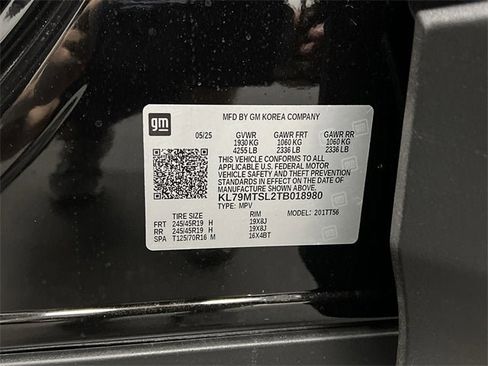 gm
MFD BY GM KOREA COMPANY
05/25 GVWR GAWR FRT GAWR RR
1930 KG 1060 KG 1060 KG
4255 LB 2336 LB 2336 LB
THIS VEHICLE CONFORMS TO ALL
APPLICABLE U.S. FEDERAL MOTOR
VEHICLE SAFETY AND THEFT PREVENTION
STANDARDS IN EFFECT ON THE DATE OF
MANUFACTURE SHOWN ABOVE.
KL79MTSL2TB018980
TYPE: MPV MODEL: 201TT56
TIRE SIZE RIM
FRT 245/45R19 H 19X8J
RR 245/45R19 H 19X8J
SPA T125/70R16 M 16X4BT